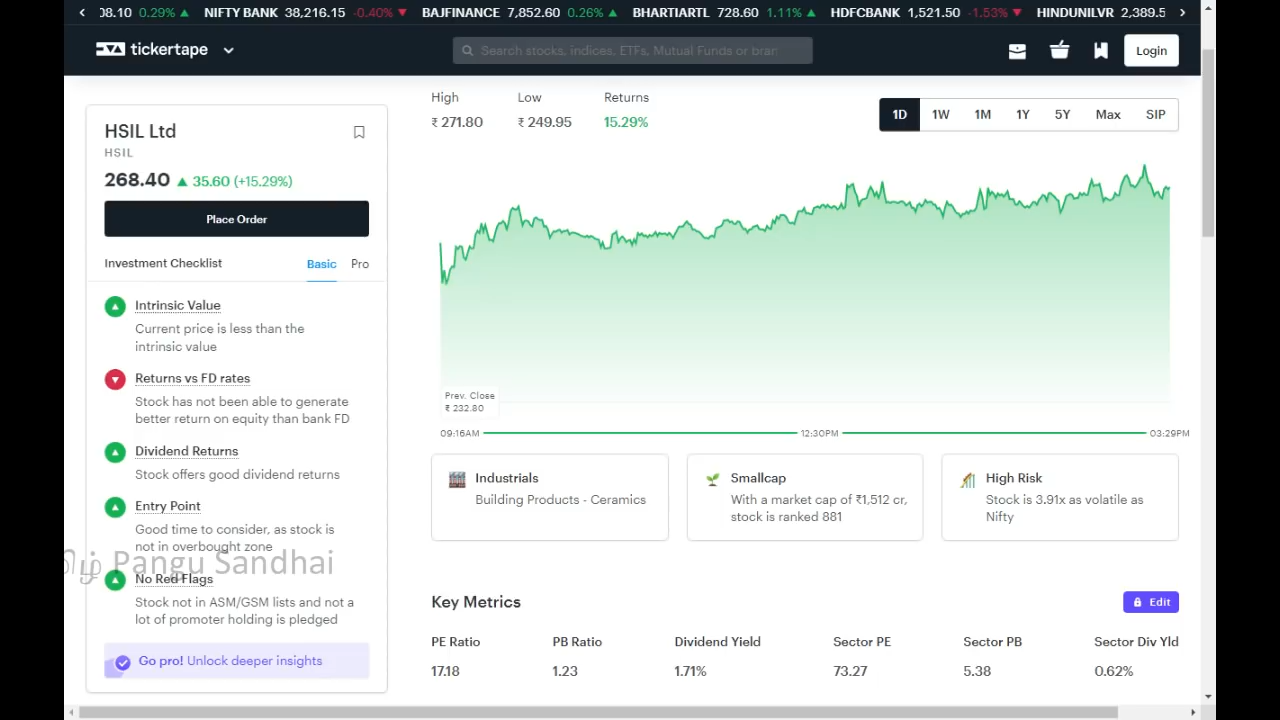 08.10 0.29% ▲ NIFTY BANK 38,216.15 -0.40% ▼ BAJFINANCE 7,852.60 0.26% ▲ BHARTIARTL 728.60 1.11% ▲ HDFCBANK 1,521.50 -1.53% ▼ HINDUNILVR 2,389.5
tickertape
Search stocks, indices, ETFs, Mutual Funds or bran
Login
HSIL Ltd
HSIL
268.40 ▲ 35.60 (+15.29%)
Place Order
Investment Checklist Basic Pro
Intrinsic Value
Current price is less than the
intrinsic value
Returns vs FD rates
Stock has not been able to generate
better return on equity than bank FD
Dividend Returns
Stock offers good dividend returns
Entry Point
Good time to consider, as stock is
not in overbought zone
Pangu Sandhai
No Red Flags
Stock not in ASM/GSM lists and not a
lot of promoter holding is pledged
Go pro! Unlock deeper insights
High Low Returns
₹ 271.80 ₹ 249.95 15.29%
1D 1W 1M 1Y 5Y Max SIP
Prev. Close
₹ 232.80
09:16AM 12:30PM 03:29PM
Industrials
Building Products - Ceramics
Smallcap
With a market cap of ₹1,512 cr,
stock is ranked 881
High Risk
Stock is 3.91x as volatile as
Nifty
Key Metrics
Edit
PE Ratio PB Ratio Dividend Yield Sector PE Sector PB Sector Div Yld
17.18 1.23 1.71% 73.27 5.38 0.62%